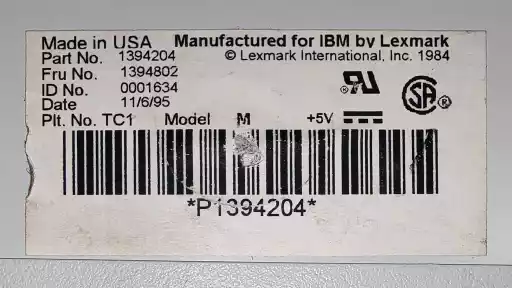 Made in USA Manufactured for IBM by Lexmark
Part No. 1394204 © Lexmark International, Inc. 1984
Fru No. 1394802
ID No. 0001634
Date 11/6/95
Plt. No. TC1 Model M +5V
*P1394204*